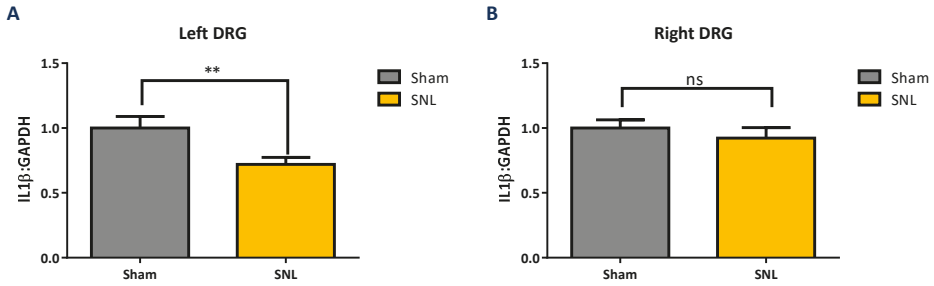 A
Left DRG
IL1β:GAPDH
1.5
1.0
0.5
0.0
**
Sham
SNL
Sham
SNL
B
Right DRG
IL1β:GAPDH
1.5
1.0
0.5
0.0
ns
Sham
SNL
Sham
SNL